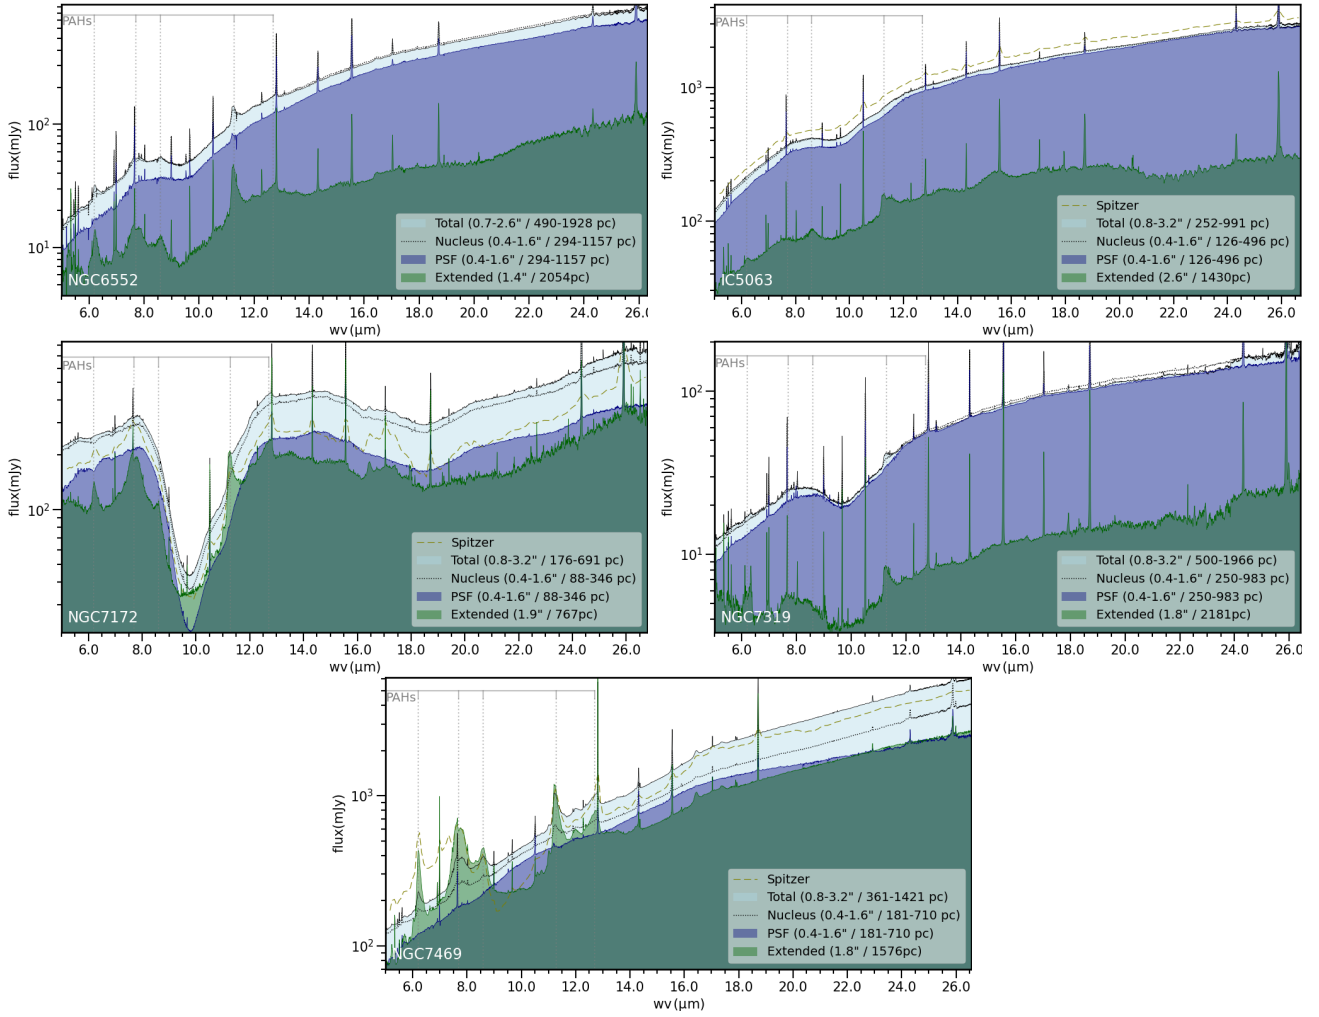 PAHs
flux(mJy)
10²
10¹
NGC6552
Total (0.7-2.6" / 490-1928 pc)
Nucleus (0.4-1.6" / 294-1157 pc)
PSF (0.4-1.6" / 294-1157 pc)
Extended (1.4" / 2054pc)
6.0 8.0 10.0 12.0 14.0 16.0 18.0 20.0 22.0 24.0 26.0
wv (μm)
PAHs
flux(mJy)
10³
10²
IC5063
Spitzer
Total (0.8-3.2" / 252-991 pc)
Nucleus (0.4-1.6" / 126-496 pc)
PSF (0.4-1.6" / 126-496 pc)
Extended (2.6" / 1430pc)
6.0 8.0 10.0 12.0 14.0 16.0 18.0 20.0 22.0 24.0 26.0
wv (μm)
PAHs
flux(mJy)
10²
NGC7172
Spitzer
Total (0.8-3.2" / 176-691 pc)
Nucleus (0.4-1.6" / 88-346 pc)
PSF (0.4-1.6" / 88-346 pc)
Extended (1.9" / 767pc)
6.0 8.0 10.0 12.0 14.0 16.0 18.0 20.0 22.0 24.0 26.0
wv (μm)
PAHs
flux(mJy)
10²
10¹
NGC7319
Total (0.8-3.2" / 500-1966 pc)
Nucleus (0.4-1.6" / 250-983 pc)
PSF (0.4-1.6" / 250-983 pc)
Extended (1.8" / 2181pc)
6.0 8.0 10.0 12.0 14.0 16.0 18.0 20.0 22.0 24.0 26.0
wv (μm)
PAHs
flux(mJy)
10³
10²
NGC7469
Spitzer
Total (0.8-3.2" / 361-1421 pc)
Nucleus (0.4-1.6" / 181-710 pc)
PSF (0.4-1.6" / 181-710 pc)
Extended (1.8" / 1576pc)
6.0 8.0 10.0 12.0 14.0 16.0 18.0 20.0 22.0 24.0 26.0
wv (μm)